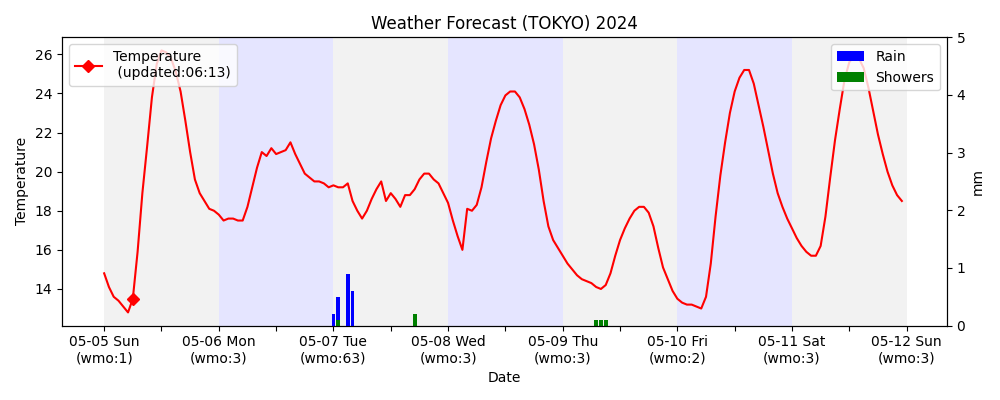 Weather Forecast (TOKYO) 2024
Temperature
(updated:06:13)
Rain
Showers
Temperature
26
24
22
20
18
16
14
5
4
3
2
1
0
mm
05-05 Sun
(wmo:1)
05-06 Mon
(wmo:3)
05-07 Tue
(wmo:63)
05-08 Wed
(wmo:3)
05-09 Thu
(wmo:3)
05-10 Fri
(wmo:2)
05-11 Sat
(wmo:3)
05-12 Sun
(wmo:3)
Date